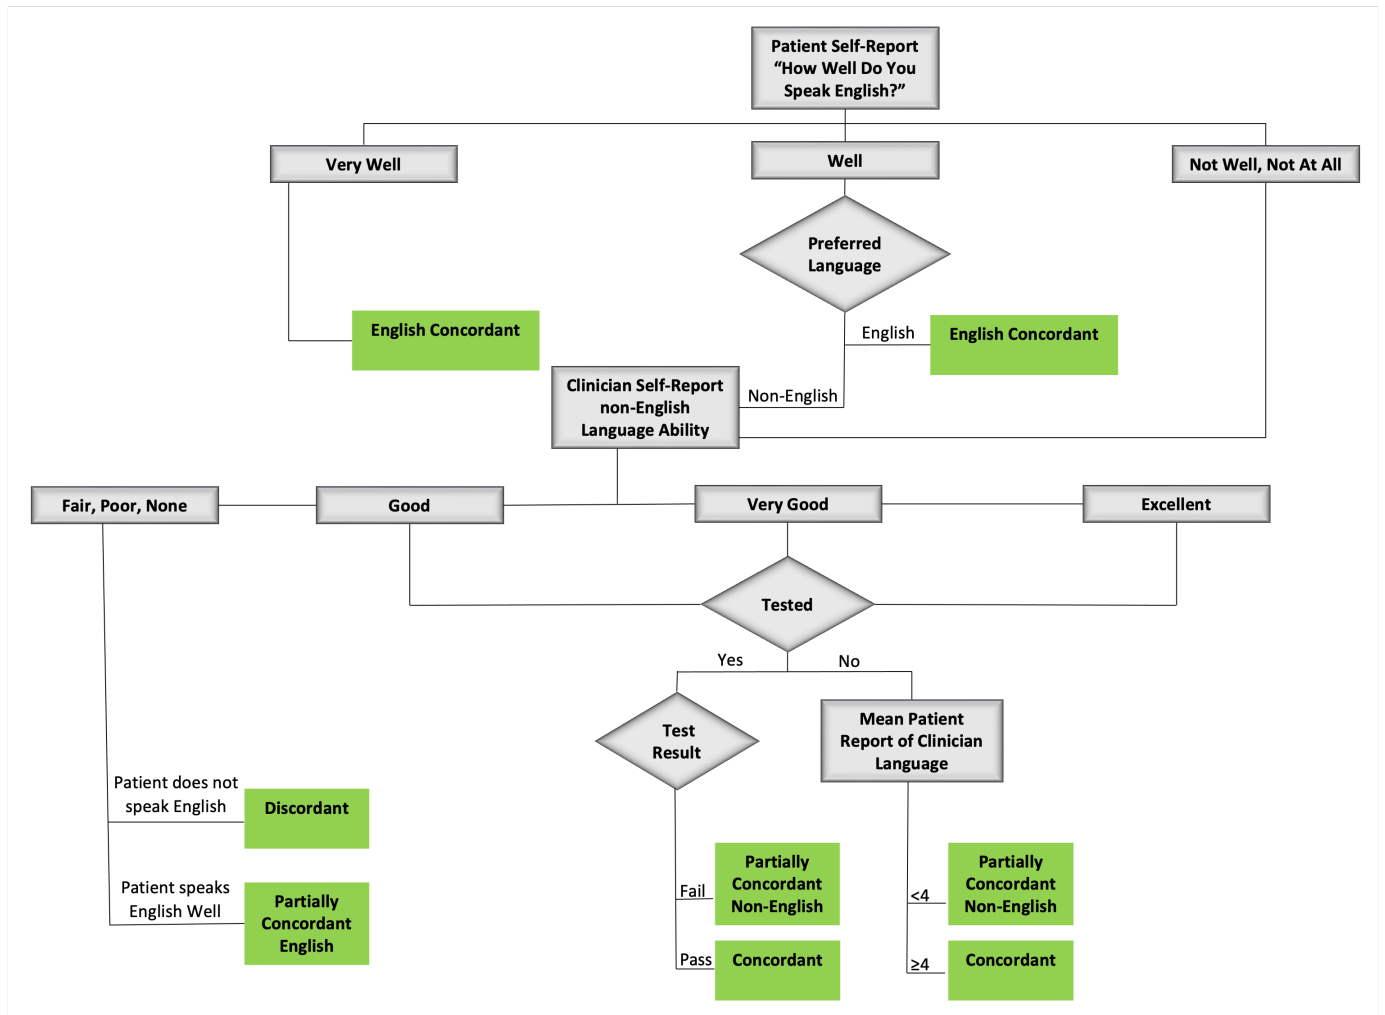 Patient Self-Report
“How Well Do You
Speak English?”
Very Well
Well
Not Well, Not At All
Preferred
Language
English Concordant
English
English Concordant
Clinician Self-Report
non-English
Language Ability
Non-English
Fair, Poor, None
Good
Very Good
Excellent
Tested
Yes
No
Test
Result
Mean Patient
Report of Clinician
Language
Patient does not
speak English
Discordant
Patient speaks
English Well
Partially
Concordant
English
Fail
Partially
Concordant
Non-English
Pass
Concordant
<4
Partially
Concordant
Non-English
≥4
Concordant